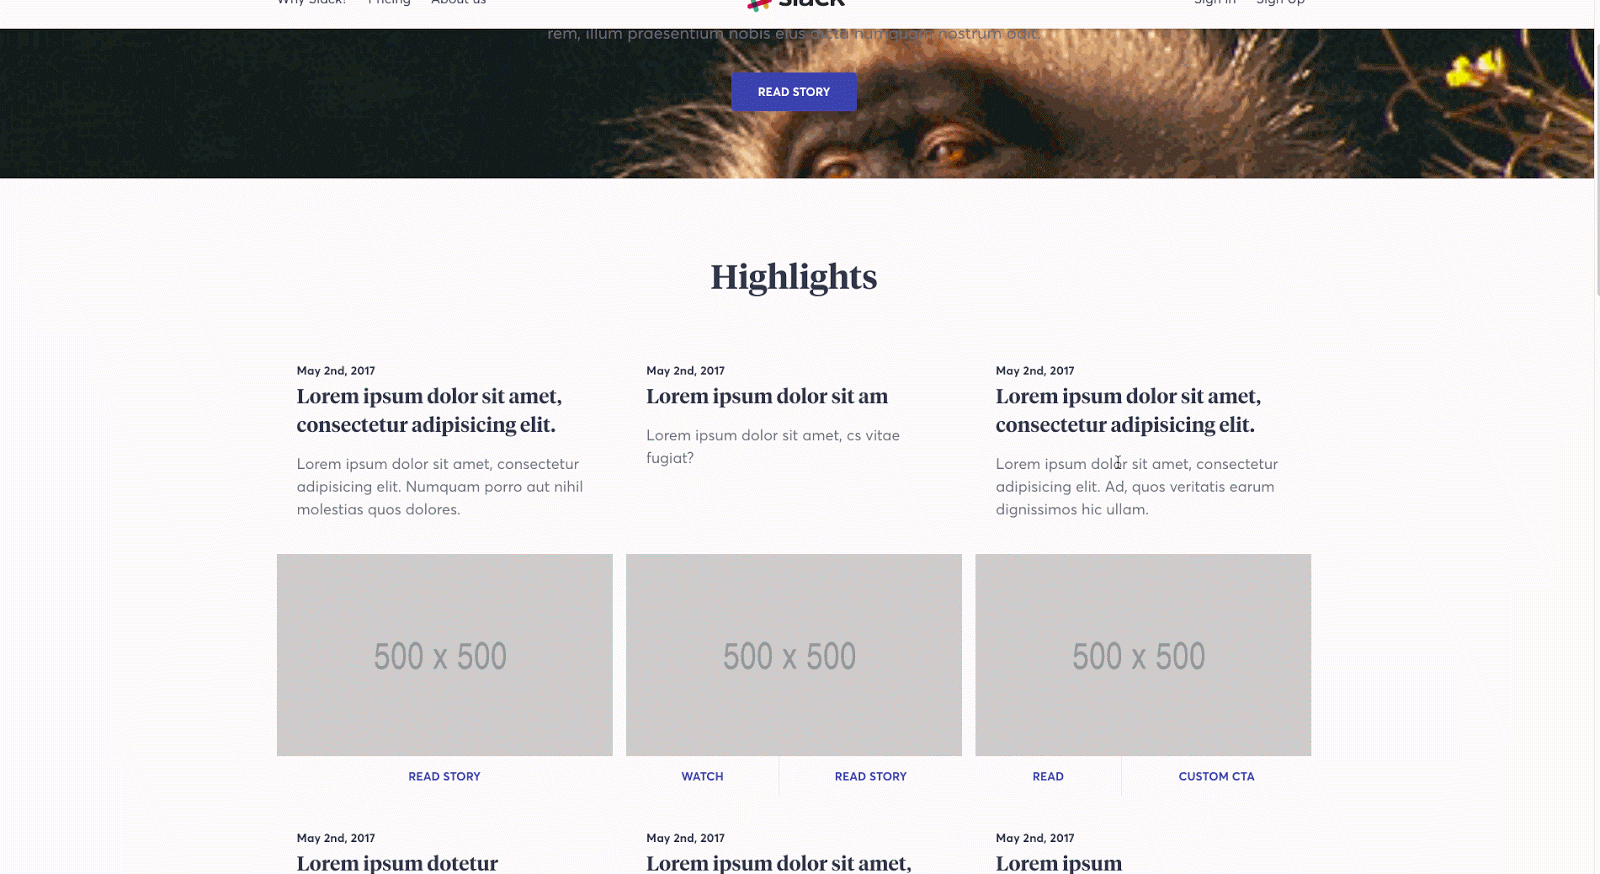 Why Slack? Pricing About us slack Sign in Sign Up
rem, illum praesentium nobis eius dicta numquam nostrum odit.
READ STORY
Highlights
May 2nd, 2017
Lorem ipsum dolor sit amet,
consectetur adipisicing elit.
Lorem ipsum dolor sit amet, consectetur
adipisicing elit. Numquam porro aut nihil
molestias quos dolores.
May 2nd, 2017
Lorem ipsum dolor sit am
Lorem ipsum dolor sit amet, cs vitae
fugiat?
May 2nd, 2017
Lorem ipsum dolor sit amet,
consectetur adipisicing elit.
Lorem ipsum dolor sit amet, consectetur
adipisicing elit. Ad, quos veritatis earum
dignissimos hic ullam.
500 x 500
500 x 500
500 x 500
READ STORY
WATCH READ STORY
READ CUSTOM CTA
May 2nd, 2017
Lorem ipsum dotetur
May 2nd, 2017
Lorem ipsum dolor sit amet,
May 2nd, 2017
Lorem ipsum